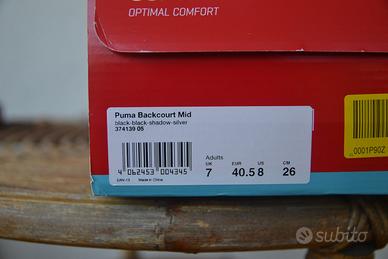 OPTIMAL COMFORT
Puma Backcourt Mid
black-black-shadow-silver
374139 05
Adults
UK EUR US CM
7 40.5 8 26
4 062453 004345
Made in China
_0001P90Z
subito